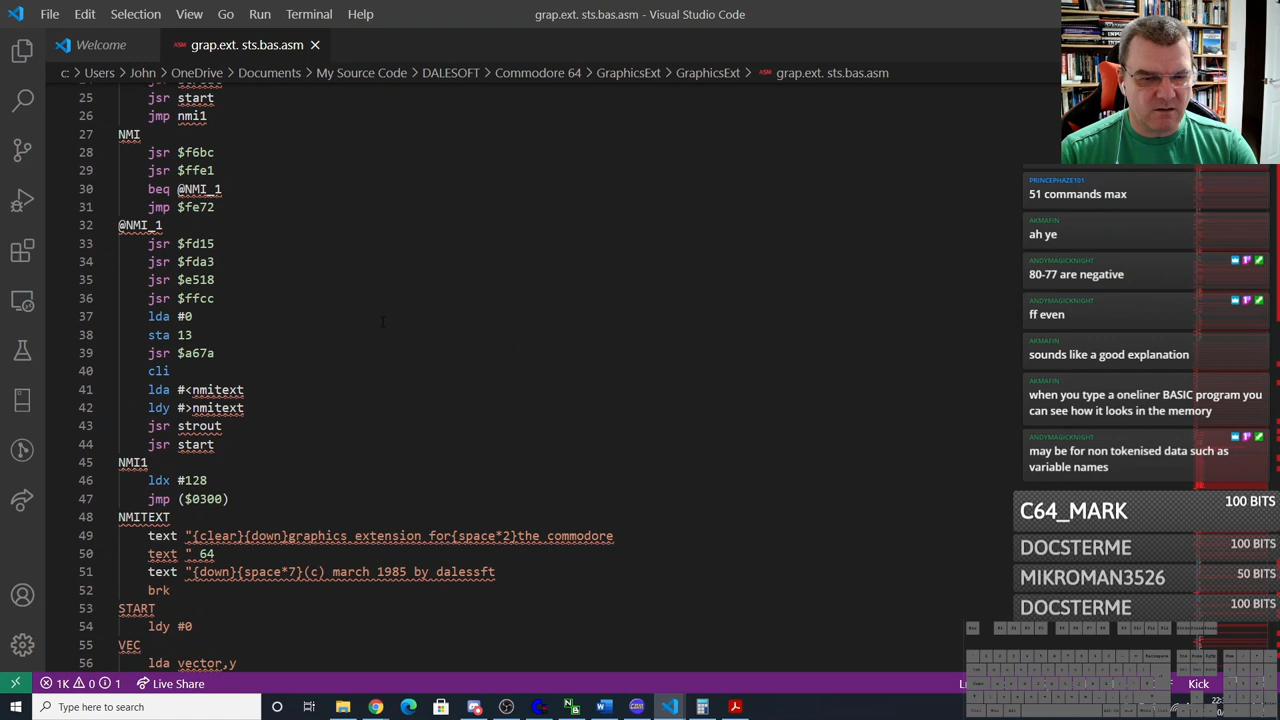 File Edit Selection View Go Run Terminal Help
grap.ext. sts.bas.asm - Visual Studio Code
Welcome
ASM grap.ext. sts.bas.asm
c: > Users > John > OneDrive > Documents > My Source Code > DALESOFT > Commodore 64 > GraphicsExt > GraphicsExt > ASM grap.ext. sts.bas.asm
25 jsr start
26 jmp nmi1
27 NMI
28 jsr $f6bc
29 jsr $ffe1
30 beq @NMI_1
31 jmp $fe72
32 @NMI_1
33 jsr $fd15
34 jsr $fda3
35 jsr $e518
36 jsr $ffcc
37 lda #0
38 sta 13
39 jsr $a67a
40 cli
41 lda #<nmitext
42 ldy #>nmitext
43 jsr strout
44 jsr start
45 NMI1
46 ldx #128
47 jmp ($0300)
48 NMITEXT
49 text "{clear}{down}graphics extension for{space*2}the commodore
50 text " 64
51 text "{down}{space*7}(c) march 1985 by dalessft
52 brk
53 START
54 ldy #0
55 VEC
56 lda vector,y
PRINCEPHAZE101
51 commands max
AKMAFIN
ah ye
ANDYMAGICKNIGHT
80-77 are negative
ANDYMAGICKNIGHT
ff even
AKMAFIN
sounds like a good explanation
AKMAFIN
when you type a oneliner BASIC program you
can see how it looks in the memory
ANDYMAGICKNIGHT
may be for non tokenised data such as
variable names
C64_MARK 100 BITS
DOCSTERME 100 BITS
MIKROMAN3526 50 BITS
DOCSTERME 100 BITS
1K 0 1 Live Share
Kick
Type here to search